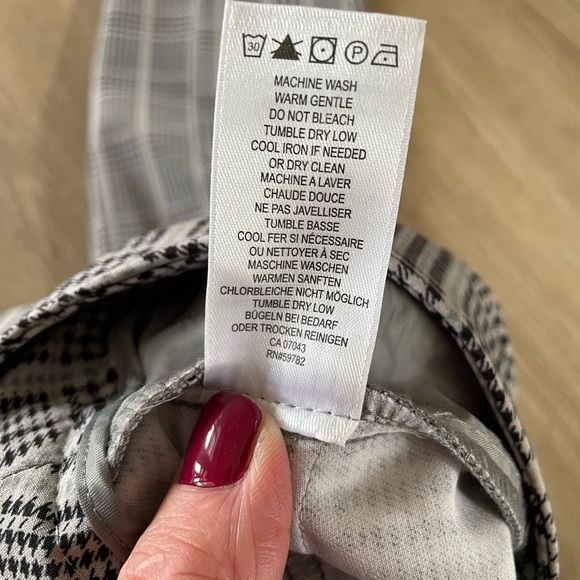 30 P
MACHINE WASH
WARM GENTLE
DO NOT BLEACH
TUMBLE DRY LOW
COOL IRON IF NEEDED
OR DRY CLEAN
MACHINE A LAVER
CHAUDE DOUCE
NE PAS JAVELLISER
TUMBLE BASSE
COOL FER SI NÉCESSAIRE
OU NETTOYER À SEC
MASCHINE WASCHEN
WARMEN SANFTEN
CHLORBLEICHE NICHT MÖGLICH
TUMBLE DRY LOW
BÜGELN BEI BEDARF
ODER TROCKEN REINIGEN
CA 07043
RN#59782